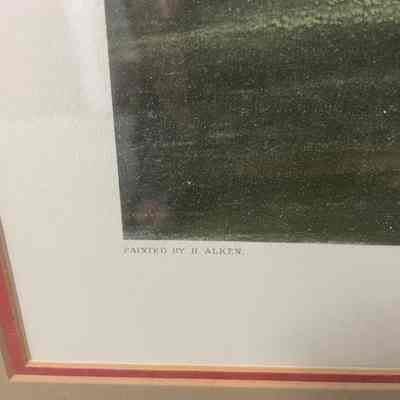 PAINTED BY H. ALKEN.